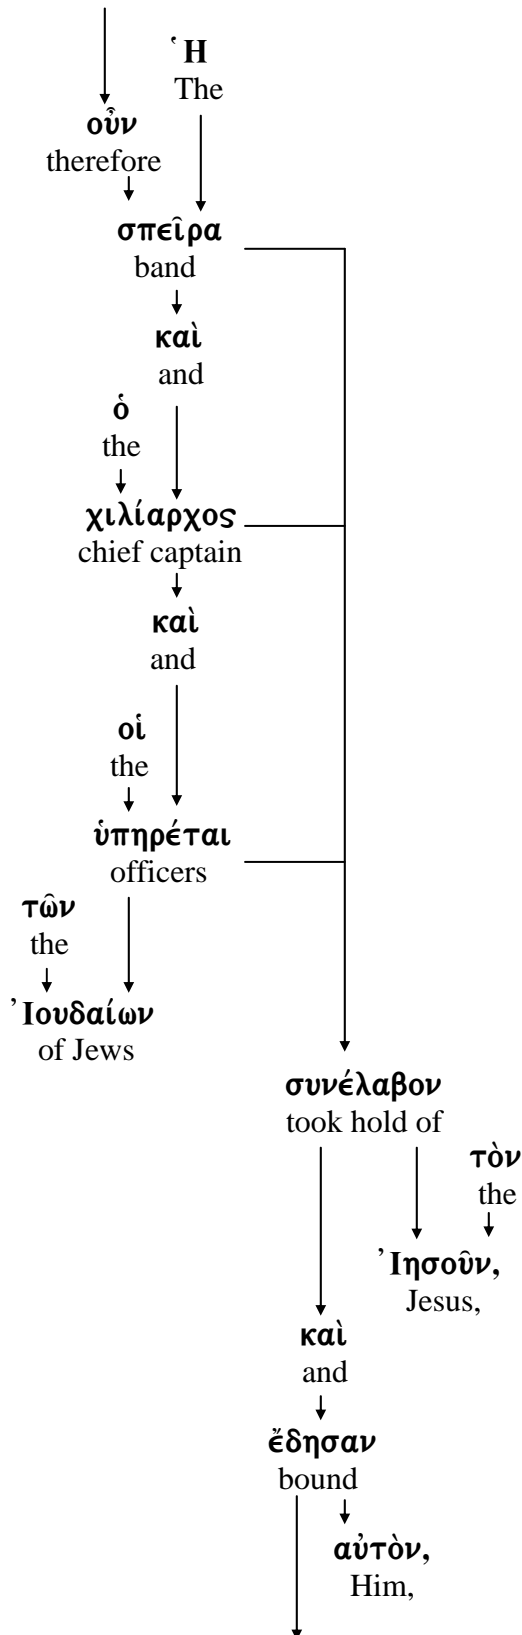 Ἡ
The
οὖν
therefore
σπεῖρα
band
καὶ
and
ὁ
the
χιλίαρχος
chief captain
καὶ
and
οἱ
the
ὑπηρέται
officers
τῶν
the
Ἰουδαίων
of Jews
συνέλαβον
took hold of
τὸν
the
Ἰησοῦν,
Jesus,
καὶ
and
ἔδησαν
bound
αὐτὸν,
Him,